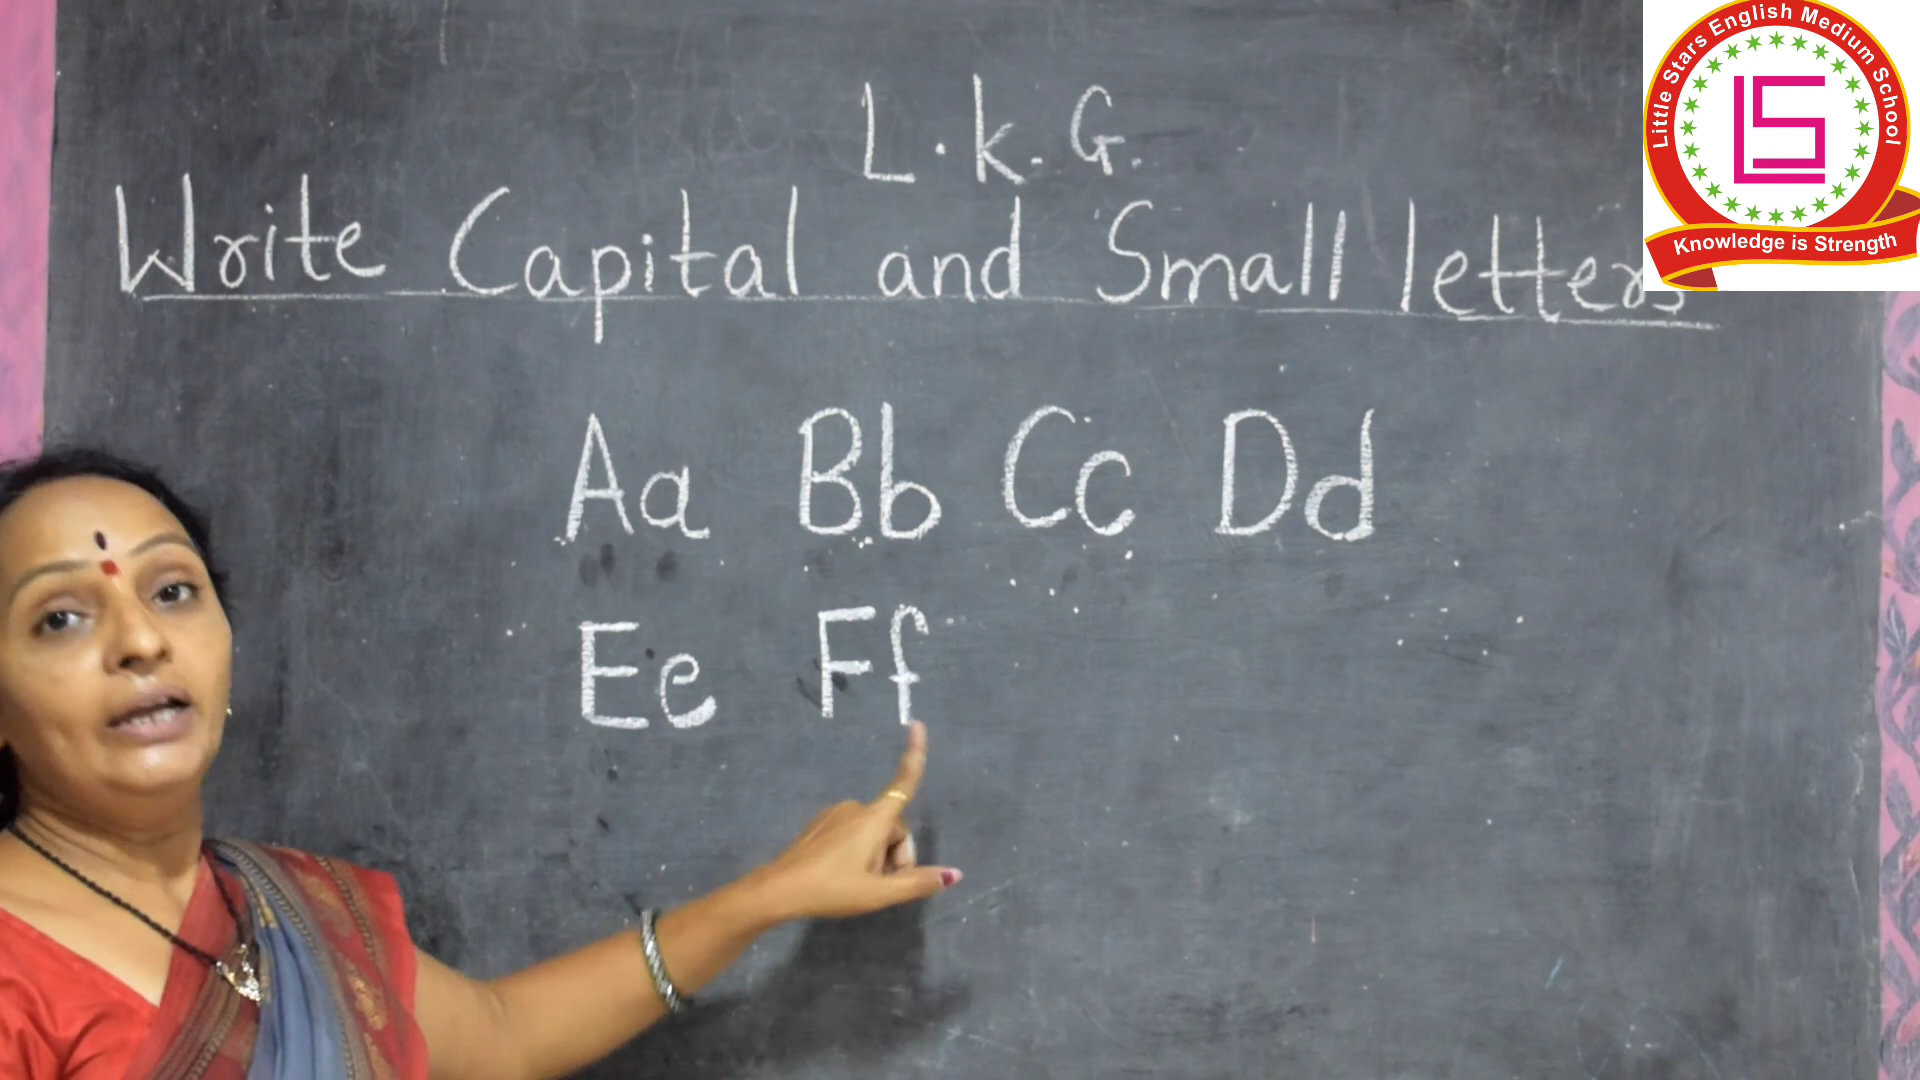 L.k.G.
Write Capital and Small letters
Aa Bb Cc Dd
Ee Ff
Little Stars English Medium School
LS
Knowledge is Strength